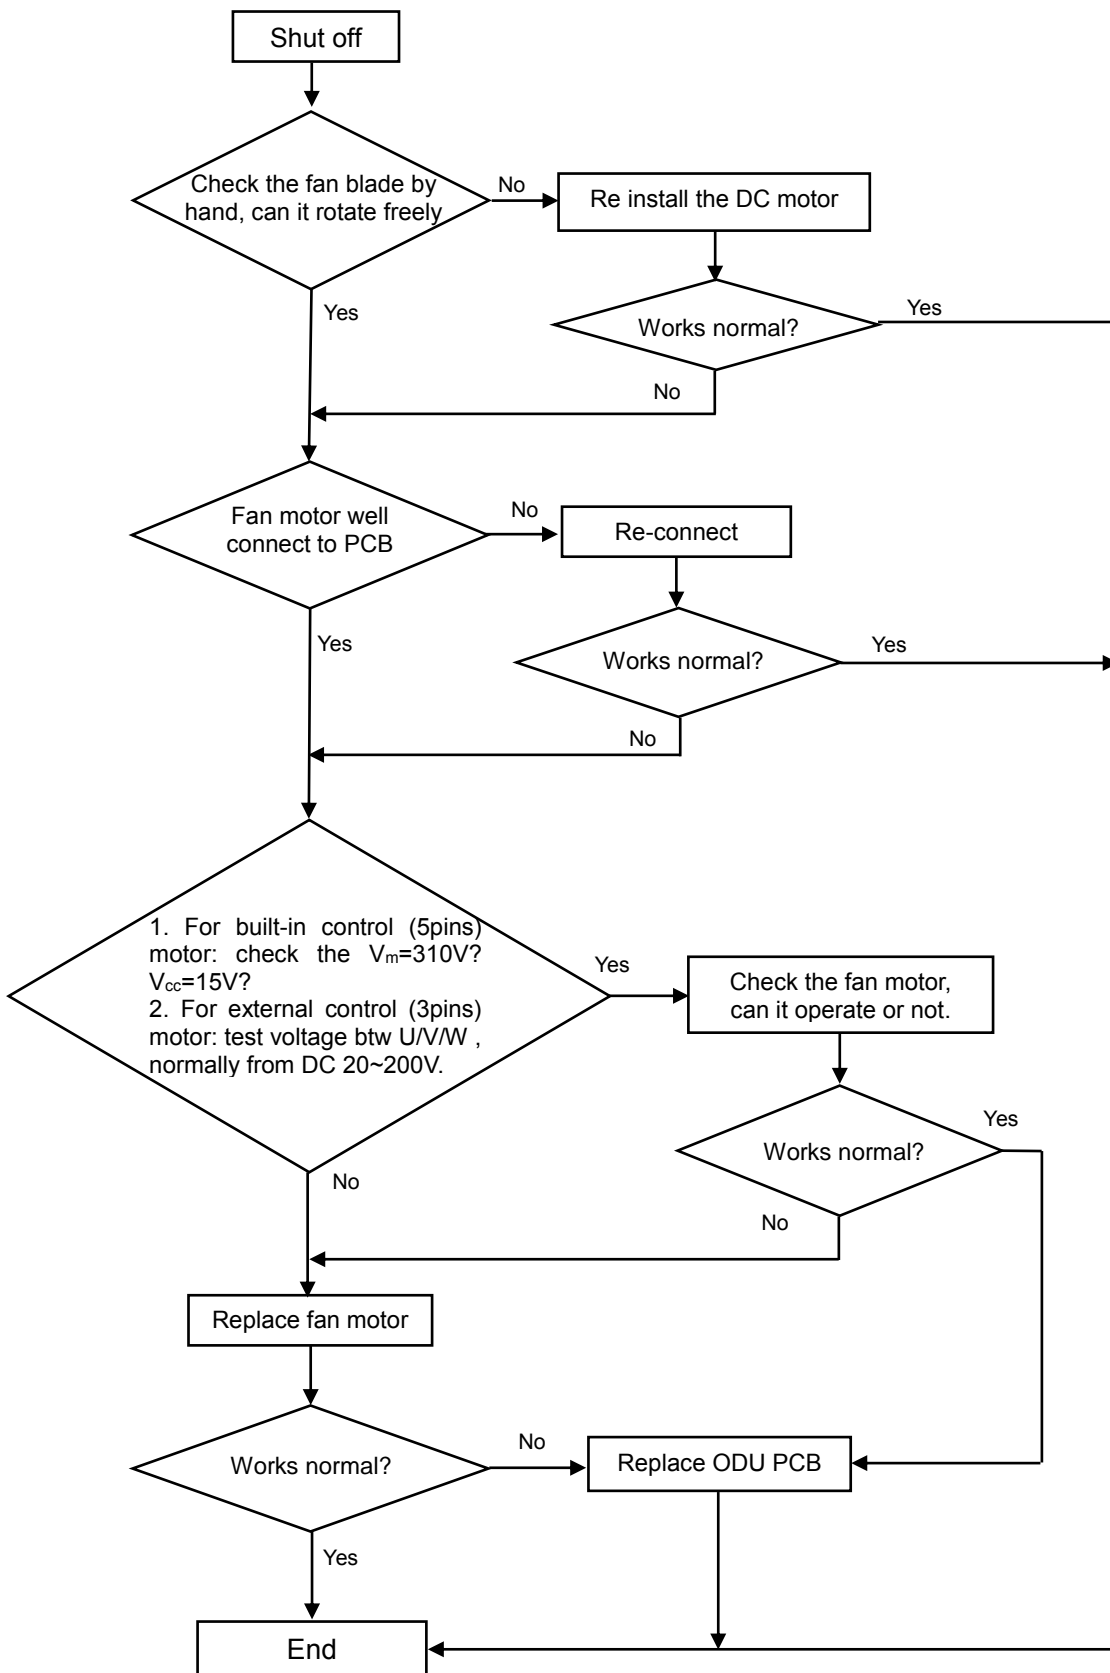 Shut off
Check the fan blade by
hand, can it rotate freely
No
Re install the DC motor
Yes
Works normal?
Yes
No
Fan motor well
connect to PCB
No
Re-connect
Yes
Works normal?
Yes
No
1. For built-in control (5pins)
motor: check the Vm=310V?
Vcc=15V?
2. For external control (3pins)
motor: test voltage btw U/V/W ,
normally from DC 20~200V.
Yes
Check the fan motor,
can it operate or not.
Works normal?
Yes
No
No
Replace fan motor
Works normal?
No
Replace ODU PCB
Yes
End